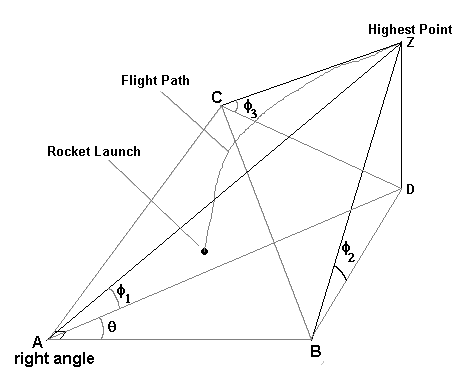 Highest Point
Z
Flight Path
C
ϕ3
Rocket Launch
D
ϕ2
ϕ1
θ
A
right angle
B